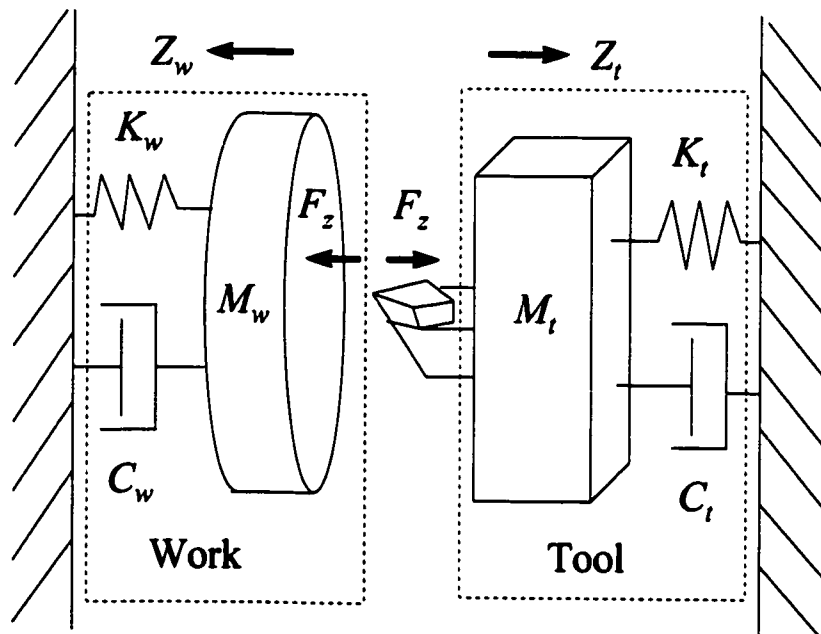 Z_w Z_t
K_w K_t
F_z F_z
M_w M_t
C_w C_t
Work Tool